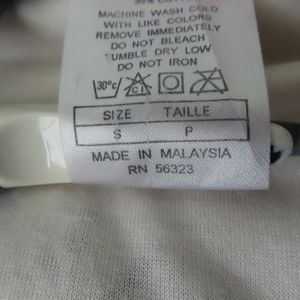 MACHINE WASH COLD
WITH LIKE COLORS
REMOVE IMMEDIATELY
DO NOT BLEACH
TUMBLE DRY LOW
DO NOT IRON
30°c CL
SIZE TAILLE
S P
MADE IN MALAYSIA
RN 56323